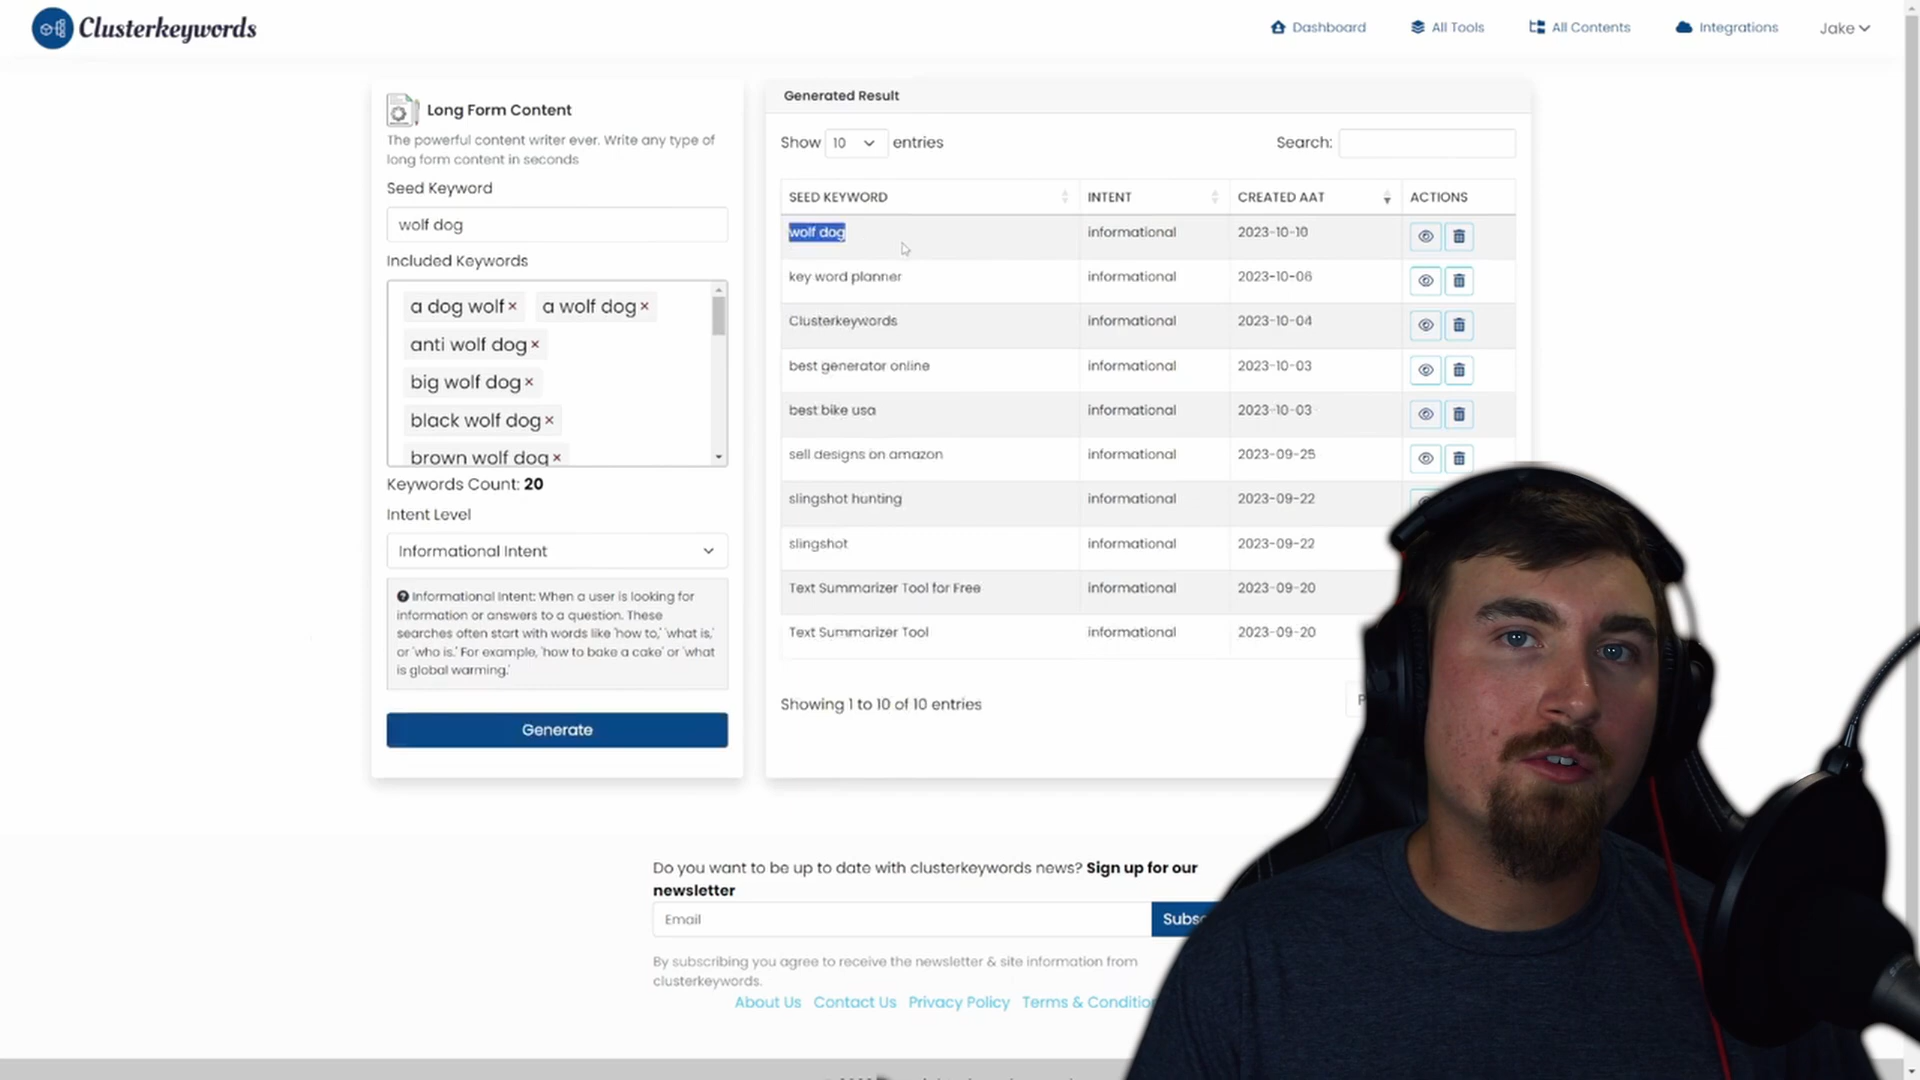 Clusterkeywords
Dashboard
All Tools
All Contents
Integrations
Jake
Long Form Content
The powerful content writer ever. Write any type of
long form content in seconds
Seed Keyword
wolf dog
Included Keywords
a dog wolf× a wolf dog×
anti wolf dog×
big wolf dog×
black wolf dog×
brown wolf dog×
Keywords Count: 20
Intent Level
Informational Intent
Informational Intent: When a user is looking for
information or answers to a question. These
searches often start with words like 'how to,' 'what is,'
or 'who is.' For example, 'how to bake a cake' or 'what
is global warming.'
Generate
Generated Result
Show 10 entries
Search:
SEED KEYWORD INTENT CREATED AAT ACTIONS
wolf dog informational 2023-10-10
key word planner informational 2023-10-06
Clusterkeywords informational 2023-10-04
best generator online informational 2023-10-03
best bike usa informational 2023-10-03
sell designs on amazon informational 2023-09-25
slingshot hunting informational 2023-09-22
slingshot informational 2023-09-22
Text Summarizer Tool for Free informational 2023-09-20
Text Summarizer Tool informational 2023-09-20
Showing 1 to 10 of 10 entries
Do you want to be up to date with clusterkeywords news? Sign up for our
newsletter
Email
Subsc
By subscribing you agree to receive the newsletter & site information from
clusterkeywords.
About Us Contact Us Privacy Policy Terms & Conditio